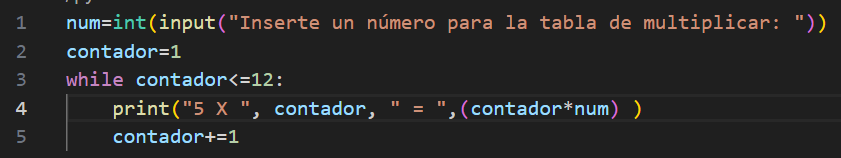 1 num=int(input("Inserte un número para la tabla de multiplicar: "))
2 contador=1
3 while contador<=12:
4 print("5 X ", contador, " = ",(contador*num) )
5 contador+=1